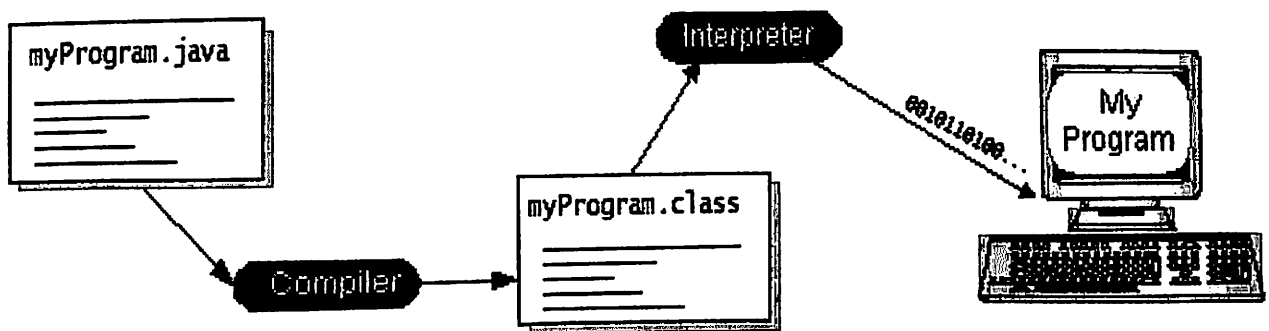 myProgram.java
Compiler
myProgram.class
Interpreter
0010110100...
My
Program